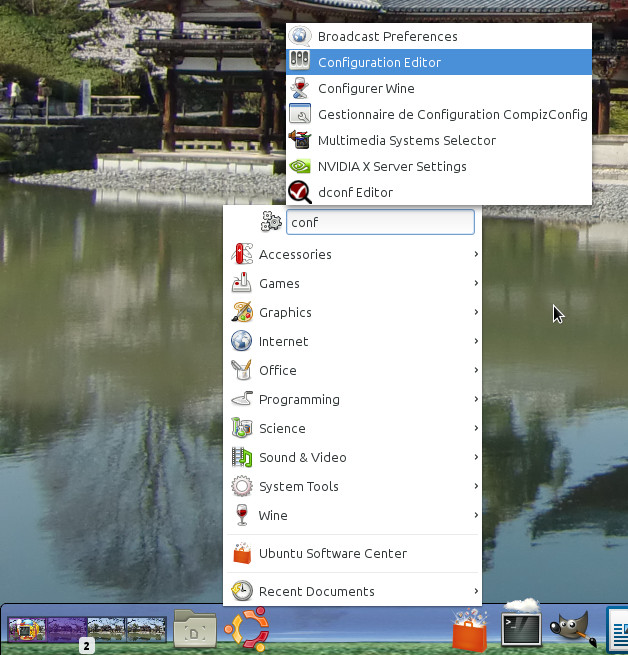 Broadcast Preferences
Configuration Editor
Configurer Wine
Gestionnaire de Configuration CompizConfig
Multimedia Systems Selector
NVIDIA X Server Settings
dconf Editor
conf
Accessories
Games
Graphics
Internet
Office
Programming
Science
Sound & Video
System Tools
Wine
Ubuntu Software Center
Recent Documents
2
D
>_